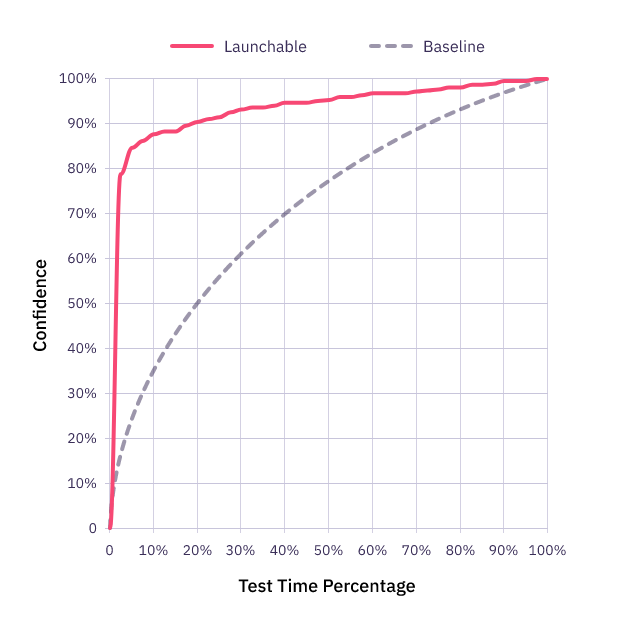 Launchable Baseline
100%
90%
80%
70%
60%
50%
40%
30%
20%
10%
0
Confidence
0 10% 20% 30% 40% 50% 60% 70% 80% 90% 100%
Test Time Percentage